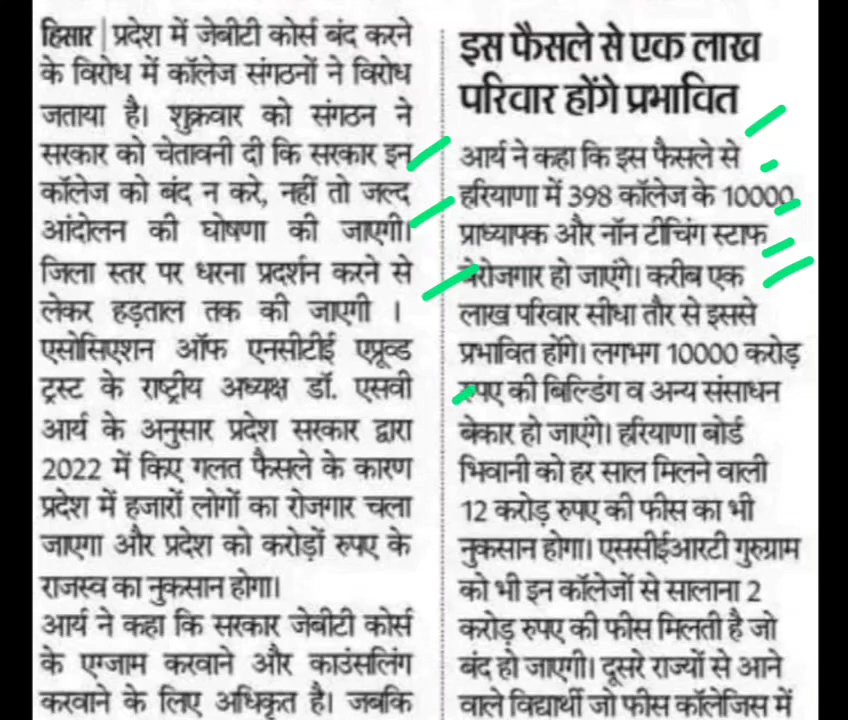 हिसार | प्रदेश में जेबीटी कोर्स बंद करने
के विरोध में कॉलेज संगठनों ने विरोध
जताया है। शुक्रवार को संगठन ने
सरकार को चेतावनी दी कि सरकार इन
कॉलेज को बंद न करे, नहीं तो जल्द
आंदोलन की घोषणा की जाएगी।
जिला स्तर पर धरना प्रदर्शन करने से
लेकर हड़ताल तक की जाएगी ।
एसोसिएशन ऑफ एनसीटीई एप्रूव्ड
ट्रस्ट के राष्ट्रीय अध्यक्ष डॉ. एसवी
आर्य के अनुसार प्रदेश सरकार द्वारा
2022 में किए गलत फैसले के कारण
प्रदेश में हजारों लोगों का रोजगार चला
जाएगा और प्रदेश को करोड़ों रुपए के
राजस्व का नुकसान होगा।
आर्य ने कहा कि सरकार जेबीटी कोर्स
के एग्जाम करवाने और काउंसलिंग
करवाने के लिए अधिकृत है। जबकि
इस फैसले से एक लाख
परिवार होंगे प्रभावित
आर्य ने कहा कि इस फैसले से
हरियाणा में 398 कॉलेज के 10000
प्राध्यापक और नॉन टीचिंग स्टाफ
बेरोजगार हो जाएंगे। करीब एक
लाख परिवार सीधा तौर से इससे
प्रभावित होंगे। लगभग 10000 करोड़
रुपए की बिल्डिंग व अन्य संसाधन
बेकार हो जाएंगे। हरियाणा बोर्ड
भिवानी को हर साल मिलने वाली
12 करोड़ रुपए की फीस का भी
नुकसान होगा। एससीईआरटी गुरुग्राम
को भी इन कॉलेजों से सालाना 2
करोड़ रुपए की फीस मिलती है जो
बंद हो जाएगी। दूसरे राज्यों से आने
वाले विद्यार्थी जो फीस कॉलेजिस में